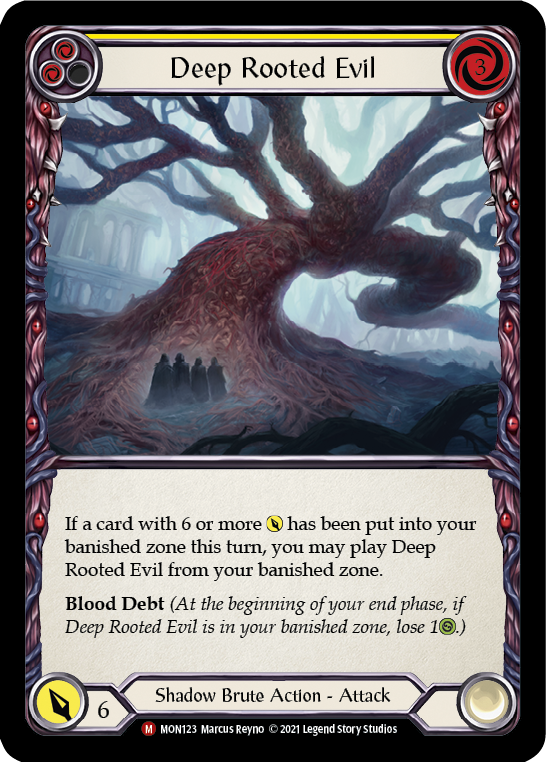 Deep Rooted Evil
3
If a card with 6 or more has been put into your
banished zone this turn, you may play Deep
Rooted Evil from your banished zone.
Blood Debt (At the beginning of your end phase, if
Deep Rooted Evil is in your banished zone, lose 1 .)
6
Shadow Brute Action - Attack
M MON123 Marcus Reyno © 2021 Legend Story Studios